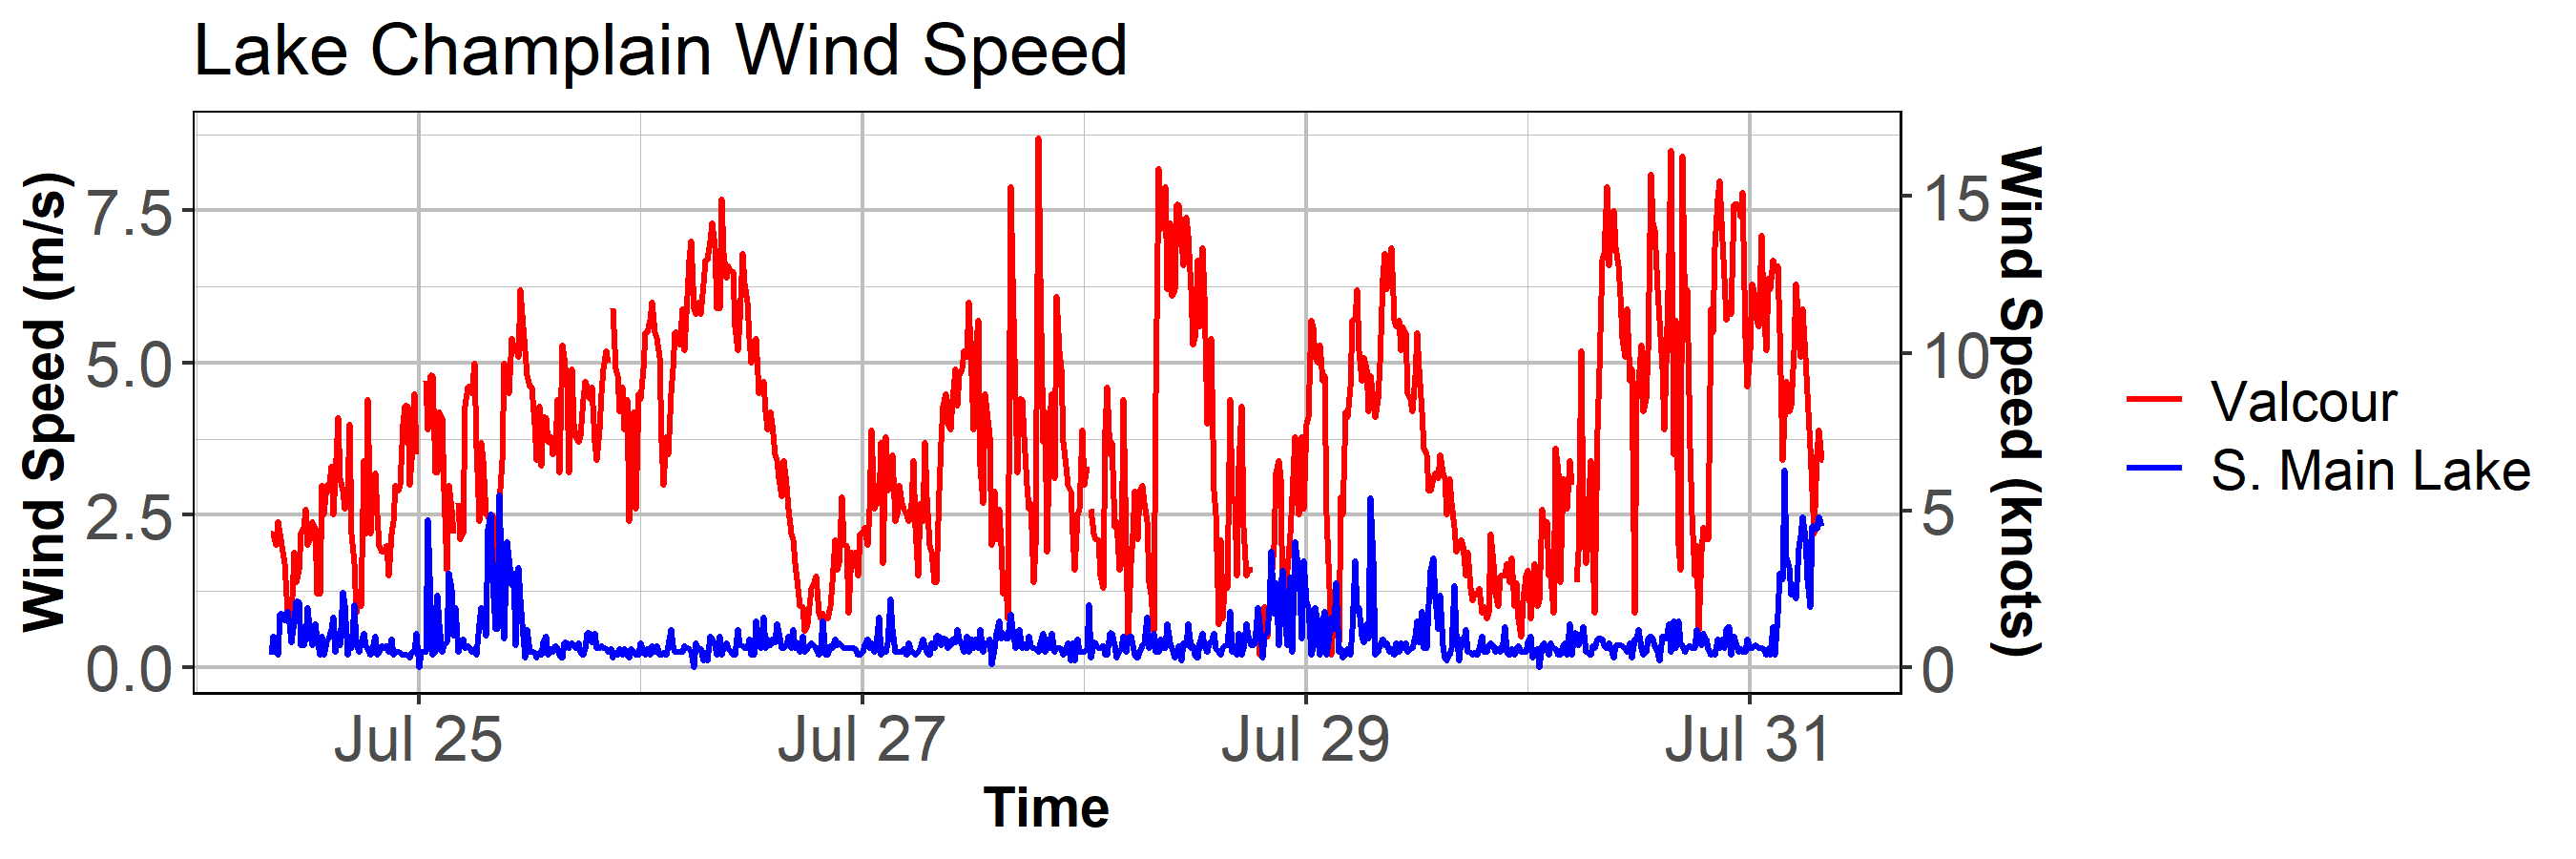 Lake Champlain Wind Speed
Wind Speed (m/s)
7.5
5.0
2.5
0.0
15
10
5
0
Wind Speed (knots)
Jul 25
Jul 27
Jul 29
Jul 31
Time
Valcour
S. Main Lake